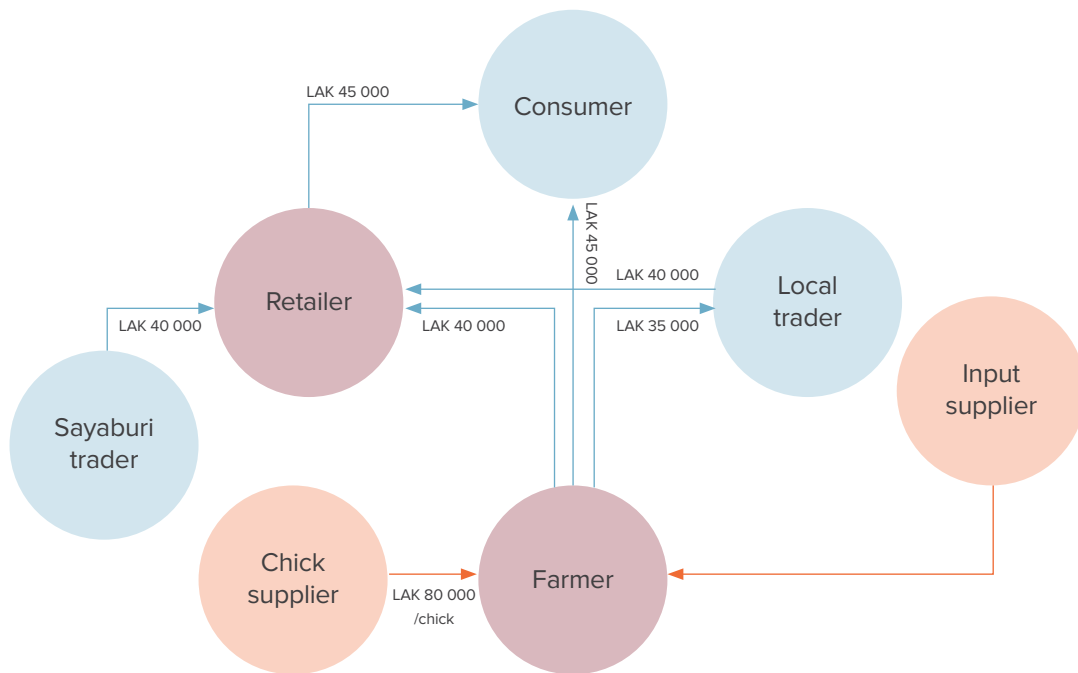 LAK 45 000
Consumer
LAK 45 000
Retailer
LAK 40 000
Local
trader
LAK 40 000
LAK 40 000
LAK 35 000
Input
supplier
Sayaburi
trader
Chick
supplier
LAK 80 000
/chick
Farmer